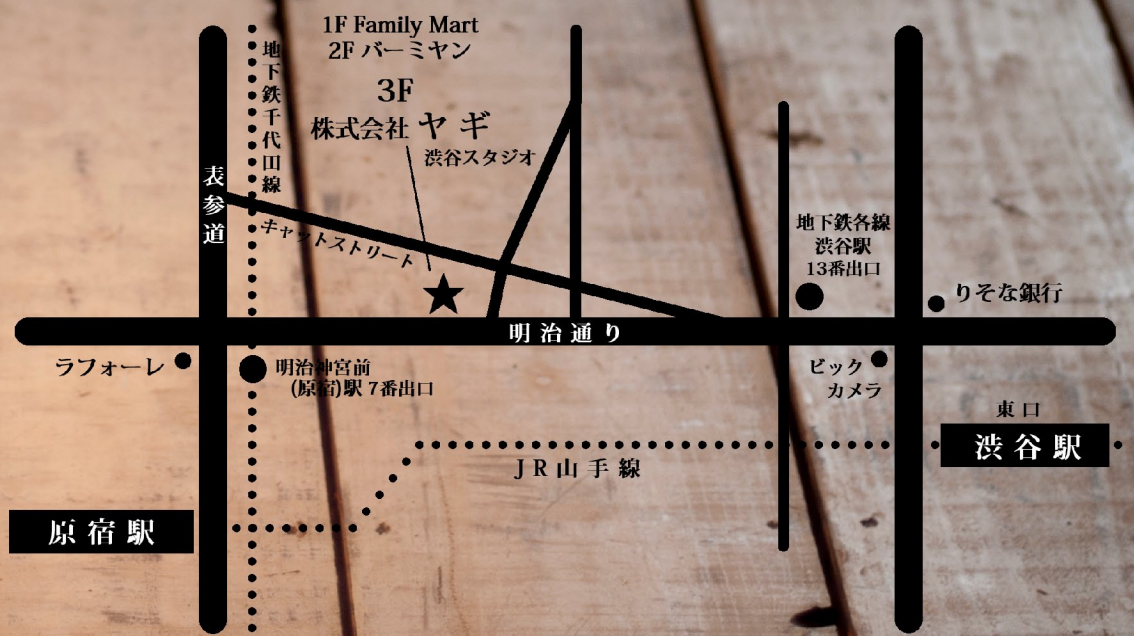 1F Family Mart
2F バーミヤン
3F
株式会社 ヤギ
渋谷スタジオ
地下鉄千代田線
表参道
キャットストリート
地下鉄各線
渋谷駅
13番出口
りそな銀行
明治通り
ラフォーレ
明治神宮前
(原宿)駅 7番出口
ビック
カメラ
東口
渋谷駅
JR山手線
原宿駅